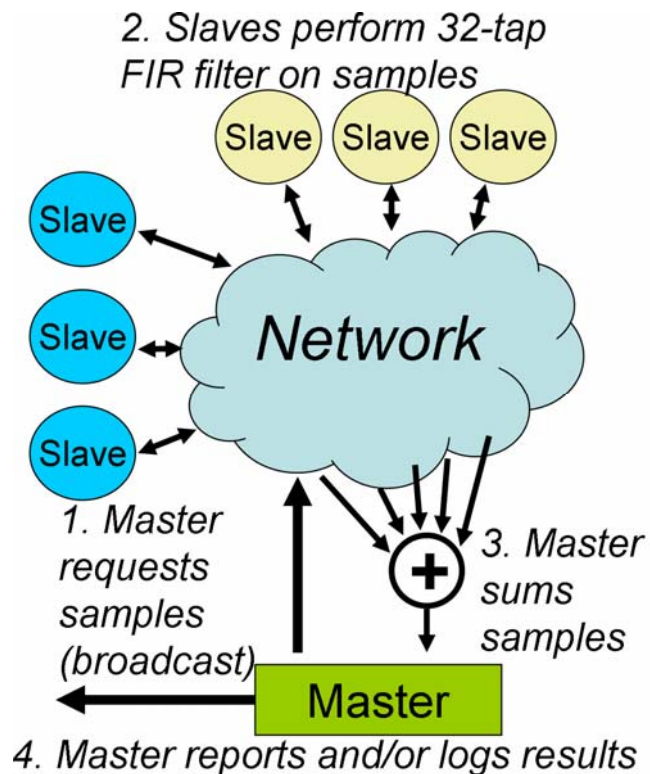 2. Slaves perform 32-tap
FIR filter on samples
Slave
Slave
Slave
Slave
Slave
Slave
Network
1. Master
requests
samples
(broadcast)
+
3. Master
sums
samples
Master
4. Master reports and/or logs results